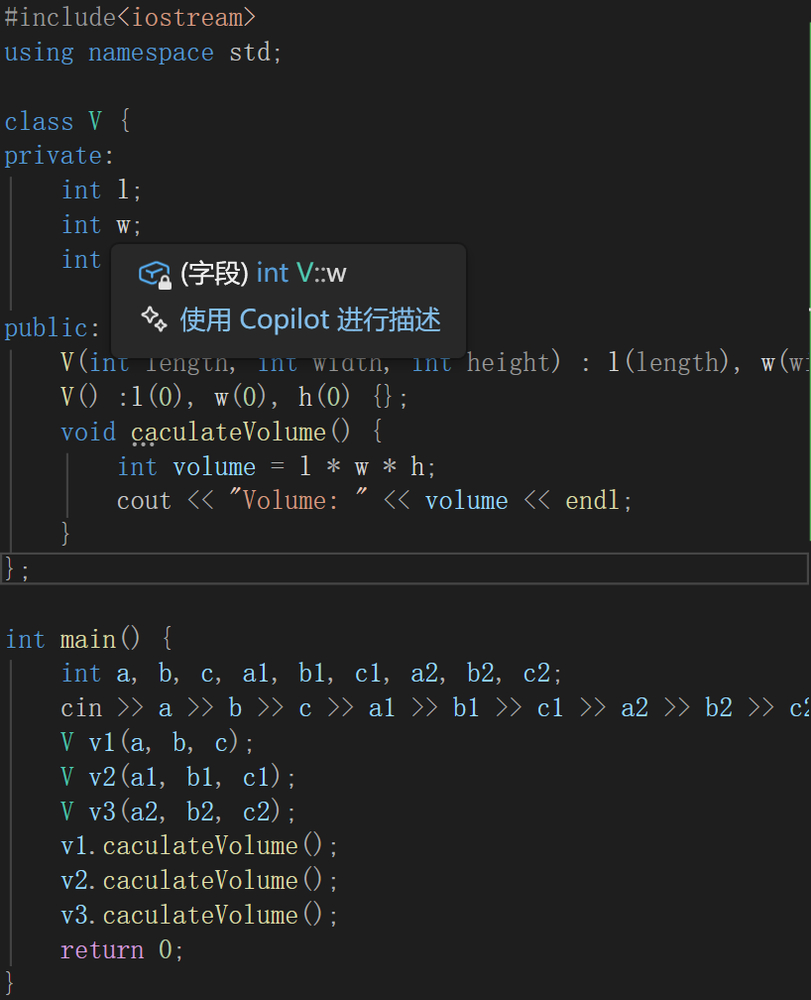 #include<iostream>
using namespace std;
class V {
private:
int l;
int w;
int
(字段) int V::w
使用 Copilot 进行描述
public:
V(int length, int width, int height) : l(length), w(wi
V() :l(0), w(0), h(0) {};
void caculateVolume() {
int volume = l * w * h;
cout << "Volume: " << volume << endl;
}
};
int main() {
int a, b, c, a1, b1, c1, a2, b2, c2;
cin >> a >> b >> c >> a1 >> b1 >> c1 >> a2 >> b2 >> c2
V v1(a, b, c);
V v2(a1, b1, c1);
V v3(a2, b2, c2);
v1.caculateVolume();
v2.caculateVolume();
v3.caculateVolume();
return 0;
}